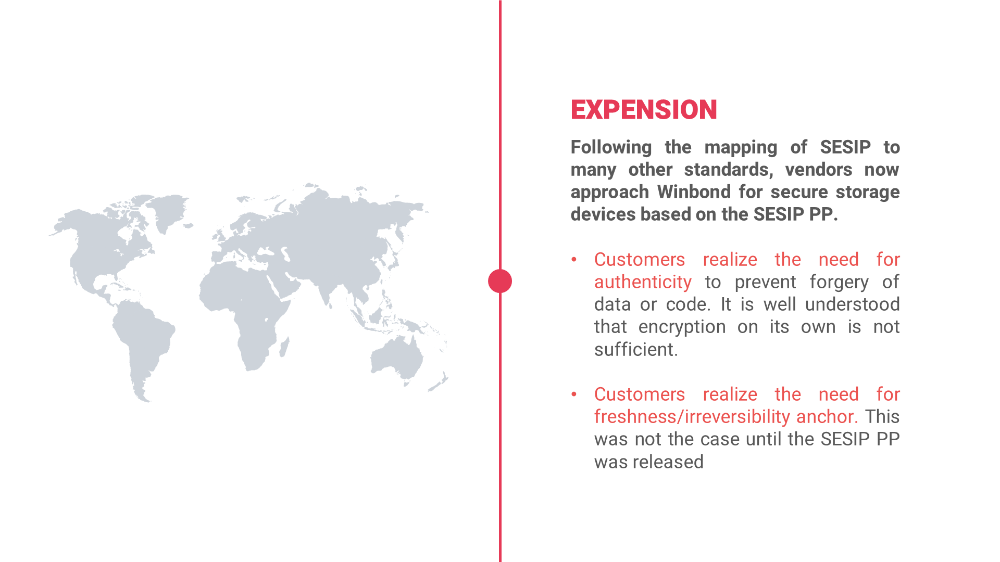 EXPENSION
Following the mapping of SESIP to
many other standards, vendors now
approach Winbond for secure storage
devices based on the SESIP PP.
• Customers realize the need for
authenticity to prevent forgery of
data or code. It is well understood
that encryption on its own is not
sufficient.
• Customers realize the need for
freshness/irreversibility anchor. This
was not the case until the SESIP PP
was released